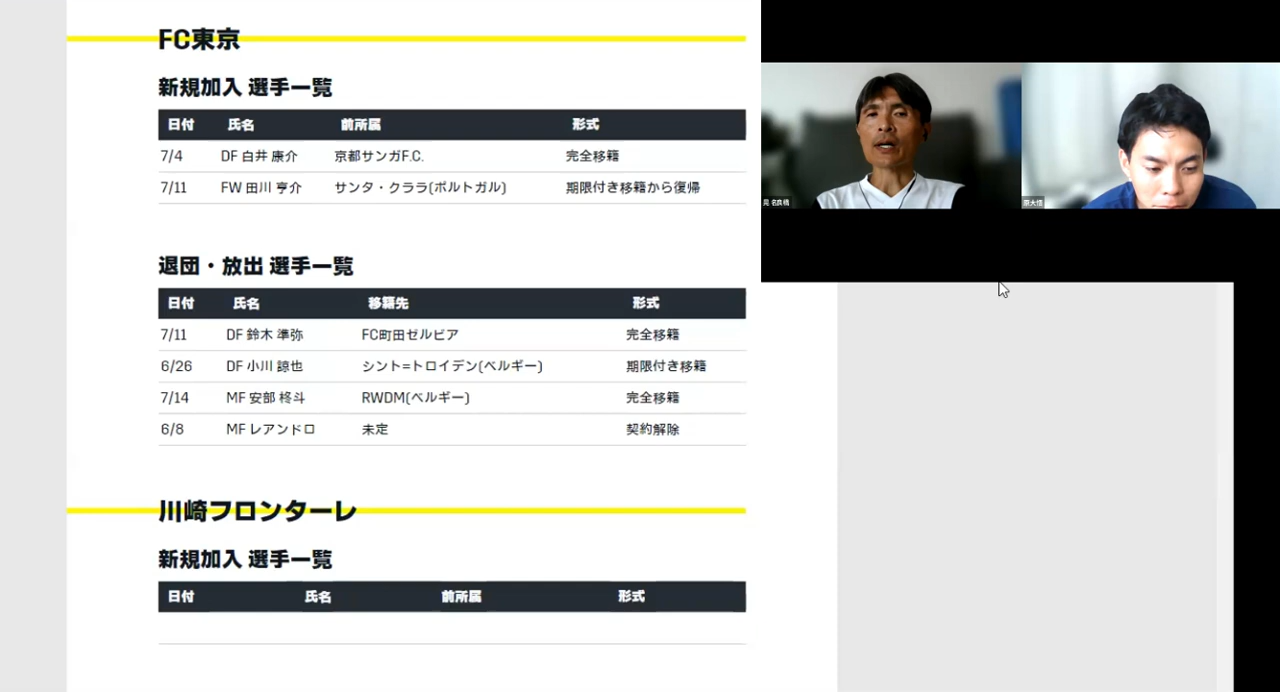 FC東京
新規加入 選手一覧
日付 氏名 前所属 形式
7/4 DF 白井 康介 京都サンガF.C. 完全移籍
7/11 FW 田川 亨介 サンタ・クララ(ポルトガル) 期限付き移籍から復帰
退団・放出 選手一覧
日付 氏名 移籍先 形式
7/11 DF 鈴木 準弥 FC町田ゼルビア 完全移籍
6/26 DF 小川 諒也 シント=トロイデン(ベルギー) 期限付き移籍
7/14 MF 安部 柊斗 RWDM(ベルギー) 完全移籍
6/8 MF レアンドロ 未定 契約解除
川崎フロンターレ
新規加入 選手一覧
日付 氏名 前所属 形式